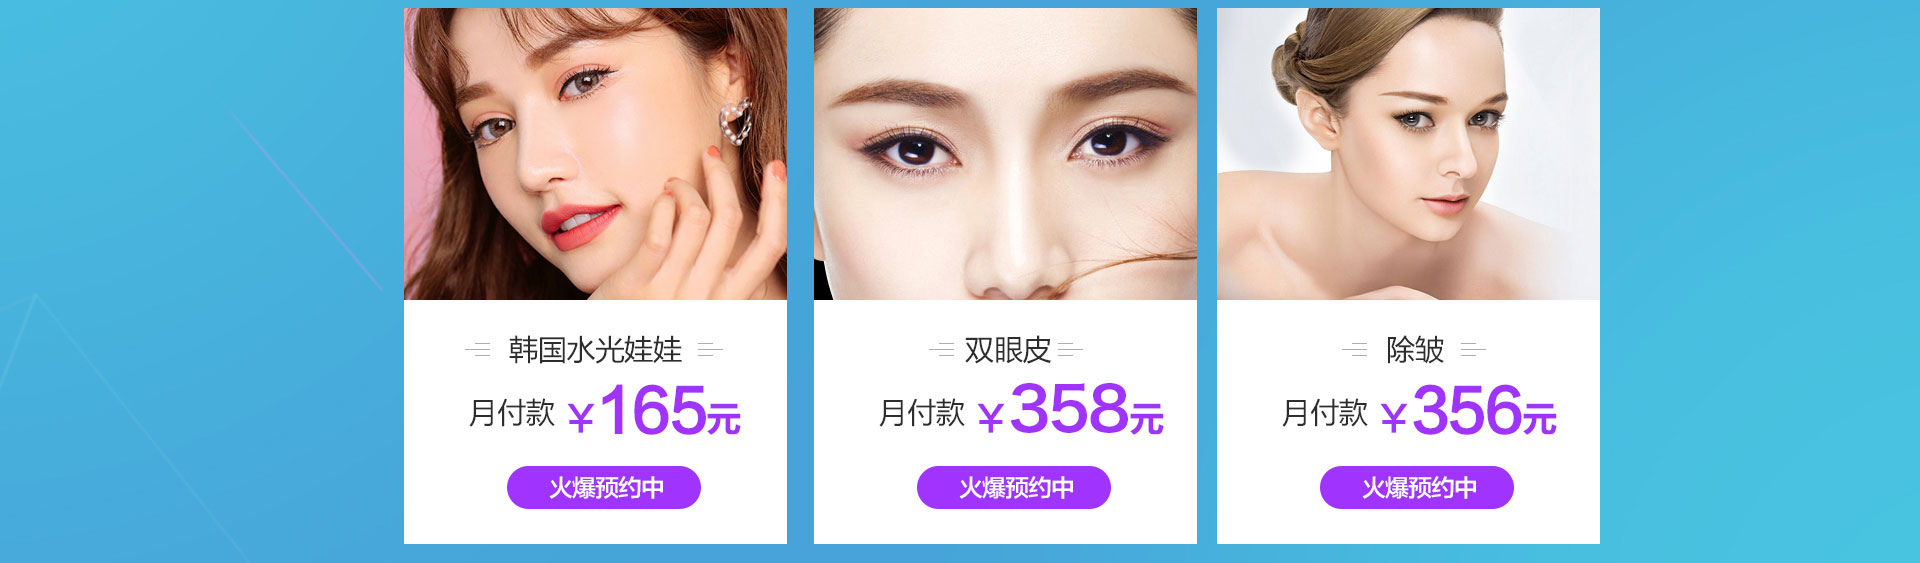 韩国水光娃娃
月付款 ¥165元
火爆预约中
双眼皮
月付款 ¥358元
火爆预约中
除皱
月付款 ¥356元
火爆预约中